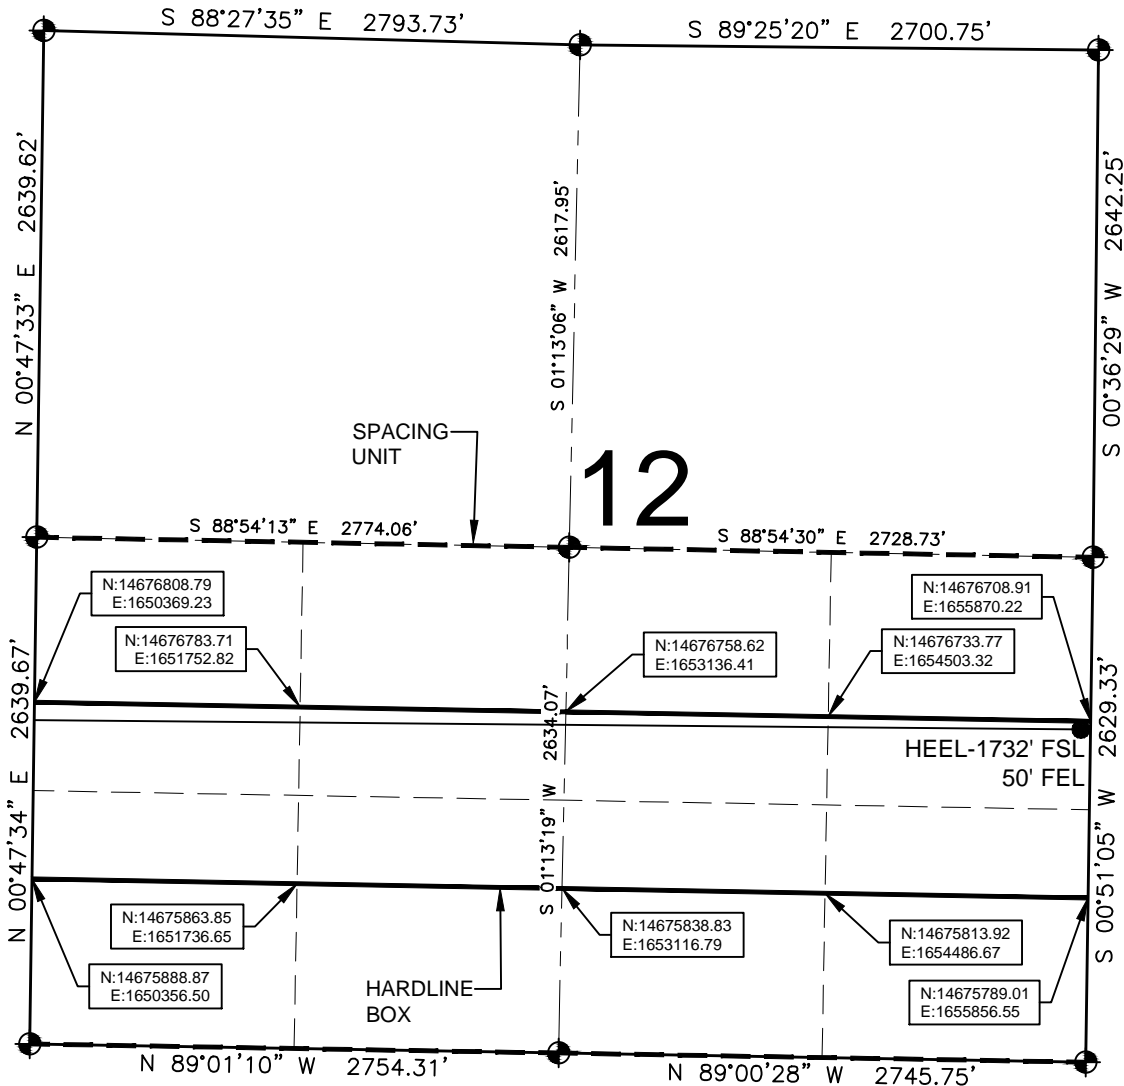 S 88°27'35" E 2793.73'
S 89°25'20" E 2700.75'
N 00°47'33" E 2639.62'
S 01°13'06" W 2617.95'
S 00°36'29" W 2642.25'
SPACING
UNIT
12
S 88°54'13" E 2774.06'
S 88°54'30" E 2728.73'
N:14676808.79
E:1650369.23
N:14676708.91
E:1655870.22
N:14676783.71
E:1651752.82
N:14676758.62
E:1653136.41
N:14676733.77
E:1654503.32
N 00°47'34" E 2639.67'
S 01°13'19" W 2634.07'
S 00°51'05" W 2629.33'
HEEL-1732' FSL
50' FEL
N:14675863.85
E:1651736.65
N:14675838.83
E:1653116.79
N:14675813.92
E:1654486.67
N:14675888.87
E:1650356.50
HARDLINE
BOX
N:14675789.01
E:1655856.55
N 89°01'10" W 2754.31'
N 89°00'28" W 2745.75'